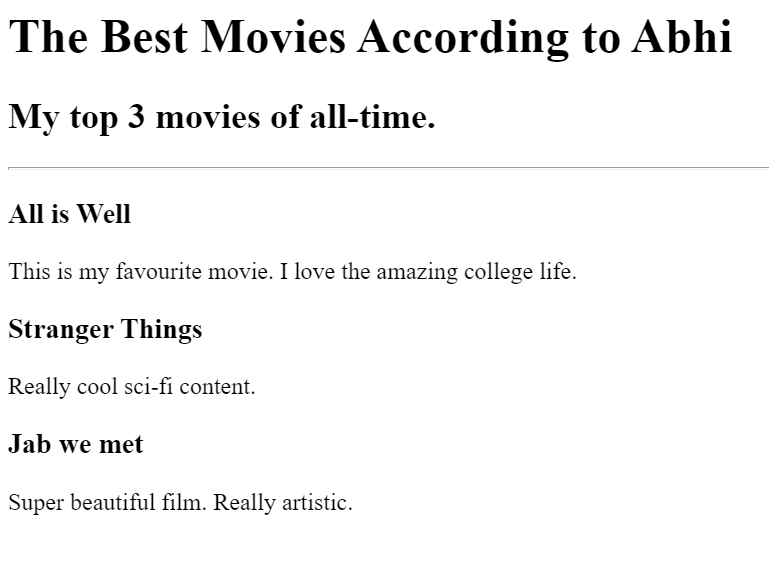 The Best Movies According to Abhi
My top 3 movies of all-time.
All is Well
This is my favourite movie. I love the amazing college life.
Stranger Things
Really cool sci-fi content.
Jab we met
Super beautiful film. Really artistic.